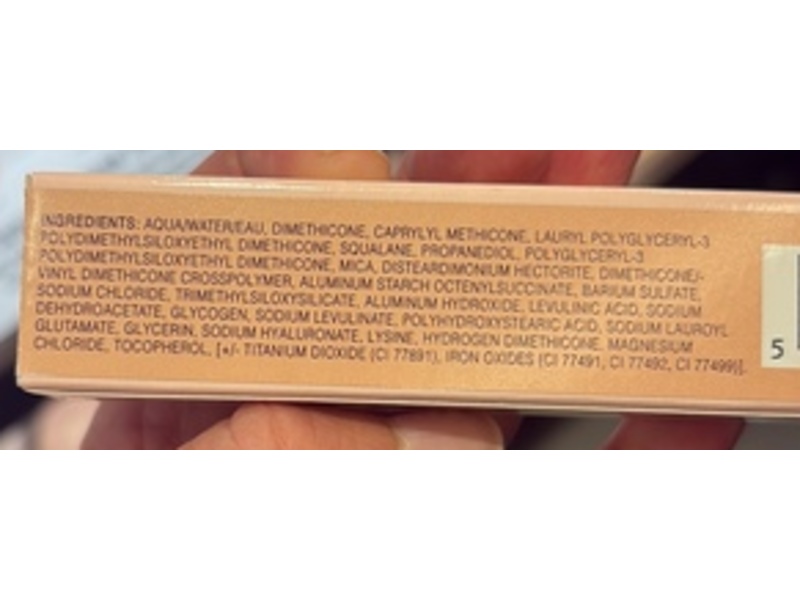 INGREDIENTS: AQUA/WATER/EAU, DIMETHICONE, CAPRYLYL METHICONE, LAURYL POLYGLYCERYL-3
POLYDIMETHYLSILOXYETHYL DIMETHICONE, SQUALANE, PROPANEDIOL, POLYGLYCERYL-3
POLYDIMETHYLSILOXYETHYL DIMETHICONE, MICA, DISTEARDIMONIUM HECTORITE, DIMETHICONE/-
VINYL DIMETHICONE CROSSPOLYMER, ALUMINUM STARCH OCTENYLSUCCINATE, BARIUM SULFATE,
SODIUM CHLORIDE, TRIMETHYLSILOXYSILICATE, ALUMINUM HYDROXIDE, LEVULINIC ACID, SODIUM
DEHYDROACETATE, GLYCOGEN, SODIUM LEVULINATE, POLYHYDROXYSTEARIC ACID, SODIUM LAUROYL
GLUTAMATE, GLYCERIN, SODIUM HYALURONATE, LYSINE, HYDROGEN DIMETHICONE, MAGNESIUM
CHLORIDE, TOCOPHEROL, [+/- TITANIUM DIOXIDE (CI 77891), IRON OXIDES (CI 77491, CI 77492, CI 77499)].
5